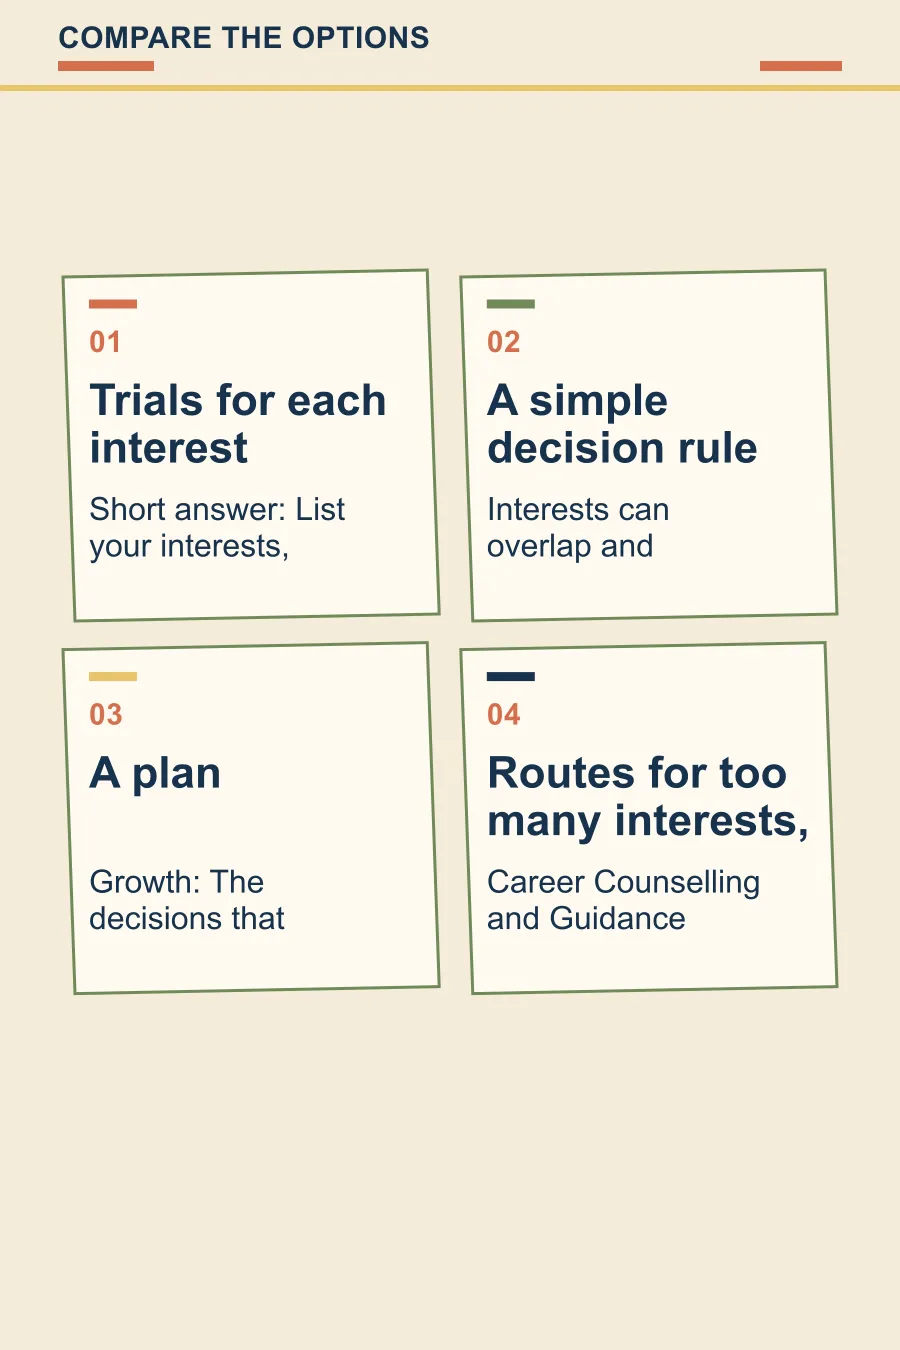 COMPARE THE OPTIONS
01
Trials for each
interest
Short answer: List
your interests,
02
A simple
decision rule
Interests can
overlap and
03
A plan
Growth: The
decisions that
04
Routes for too
many interests,
Career Counselling
and Guidance